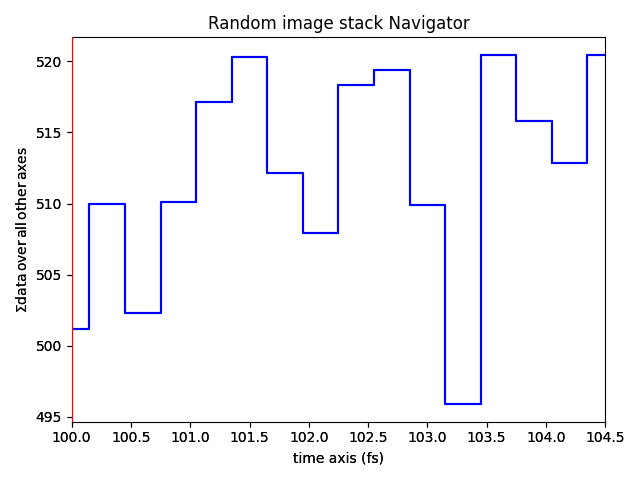 Random image stack Navigator
520
515
510
505
500
495
Σdata over all other axes
100.0 100.5 101.0 101.5 102.0 102.5 103.0 103.5 104.0 104.5
time axis (fs)